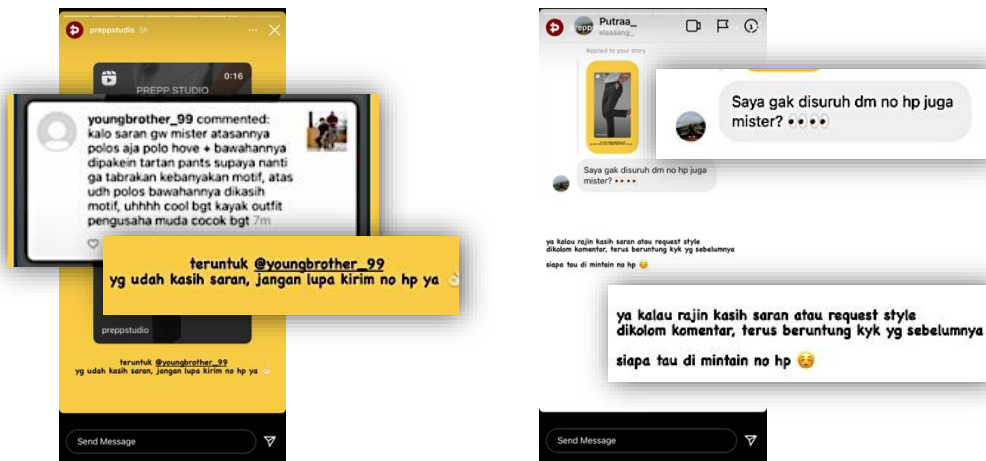 preppstudio 5h
0:16
PREPP STUDIO
youngbrother_99 commented:
kalo saran gw mister atasannya
polos aja polo hove + bawahannya
dipakein tartan pants supaya nanti
ga tabrakan kebanyakan motif, atas
udh polos bawahannya dikasih
motif, uhhhh cool bgt kayak outfit
pengusaha muda cocok bgt 7m
teruntuk @youngbrother_99
yg udah kasih saran, jangan lupa kirim no hp ya 👌🏻
preppstudio
teruntuk @youngbrother_99
yg udah kasih saran, jangan lupa kirim no hp ya 👌🏻
Send Message
Putraa_
elaaang_
Replied to your story
Saya gak disuruh dm no hp juga
mister? 👀👀
Saya gak disuruh dm no hp juga
mister? 👀👀
ya kalau rajin kasih saran atau request style
dikolom komentar, terus beruntung kyk yg sebelumnya
siapa tau di mintain no hp ☺️
ya kalau rajin kasih saran atau request style
dikolom komentar, terus beruntung kyk yg sebelumnya
siapa tau di mintain no hp ☺️
Send Message